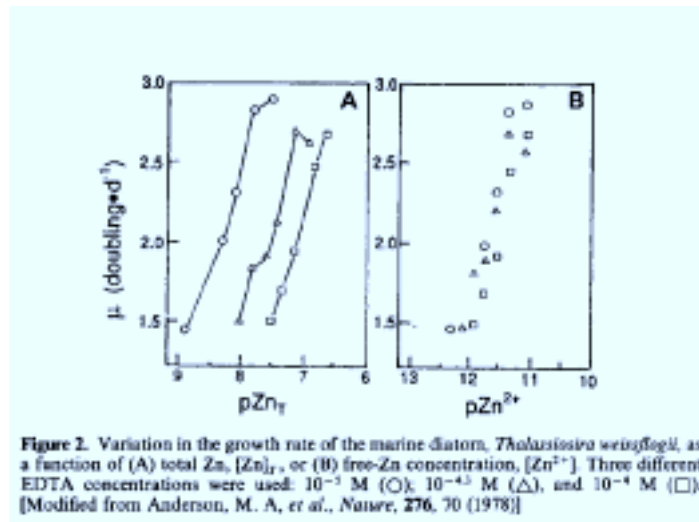 3.0
2.5
2.0
1.5
μ (doubling•d⁻¹)
A
9 8 7 6
pZn_T
3.0
2.5
2.0
1.5
B
13 12 11 10
pZn²⁺
Figure 2. Variation in the growth rate of the marine diatom, Thalassiosira weissflogii, as
a function of (A) total Zn, [Zn]_T, or (B) free-Zn concentration, [Zn²⁺]. Three different
EDTA concentrations were used: 10⁻⁵ M (○); 10⁻⁴·⁵ M (△), and 10⁻⁴ M (□)
[Modified from Anderson, M. A, et al., Nature, 276, 70 (1978)]